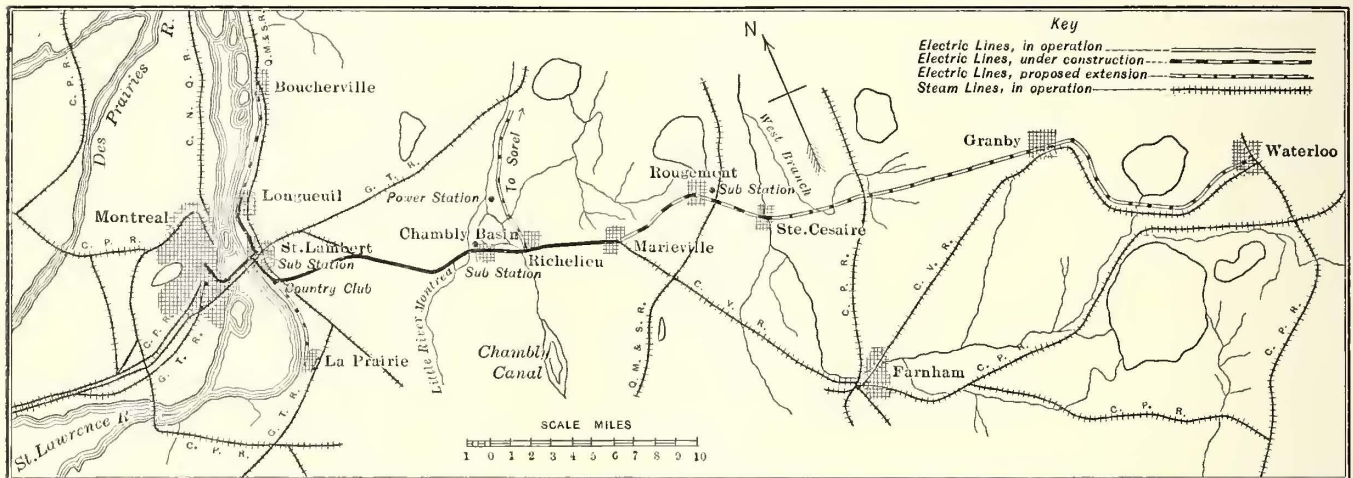 Key
Electric Lines, in operation
Electric Lines, under construction
Electric Lines, proposed extension
Steam Lines, in operation
N
Des Prairies R.
C. P. R.
C. N. Q. R.
Q. M. & S. R.
Boucherville
Longueuil
Montreal
C. P. R.
St. Lambert
Sub Station
Country Club
G. T. R.
Power Station
To Sorel
Chambly Basin
Sub Station
Richelieu
Little River Montreal
Chambly
Canal
Marieville
Rougemont
Sub Station
West Branch
Ste. Cesaire
Granby
Waterloo
C. P. R.
G. T. R.
La Prairie
St. Lawrence R.
C. P. R.
G. T. R.
Q. M. & S. R.
C. V. R.
C. P. R.
C. V. R.
Farnham
C. P. R.
C. P. R.
C. P. R.
SCALE MILES
1 0 1 2 3 4 5 6 7 8 9 10